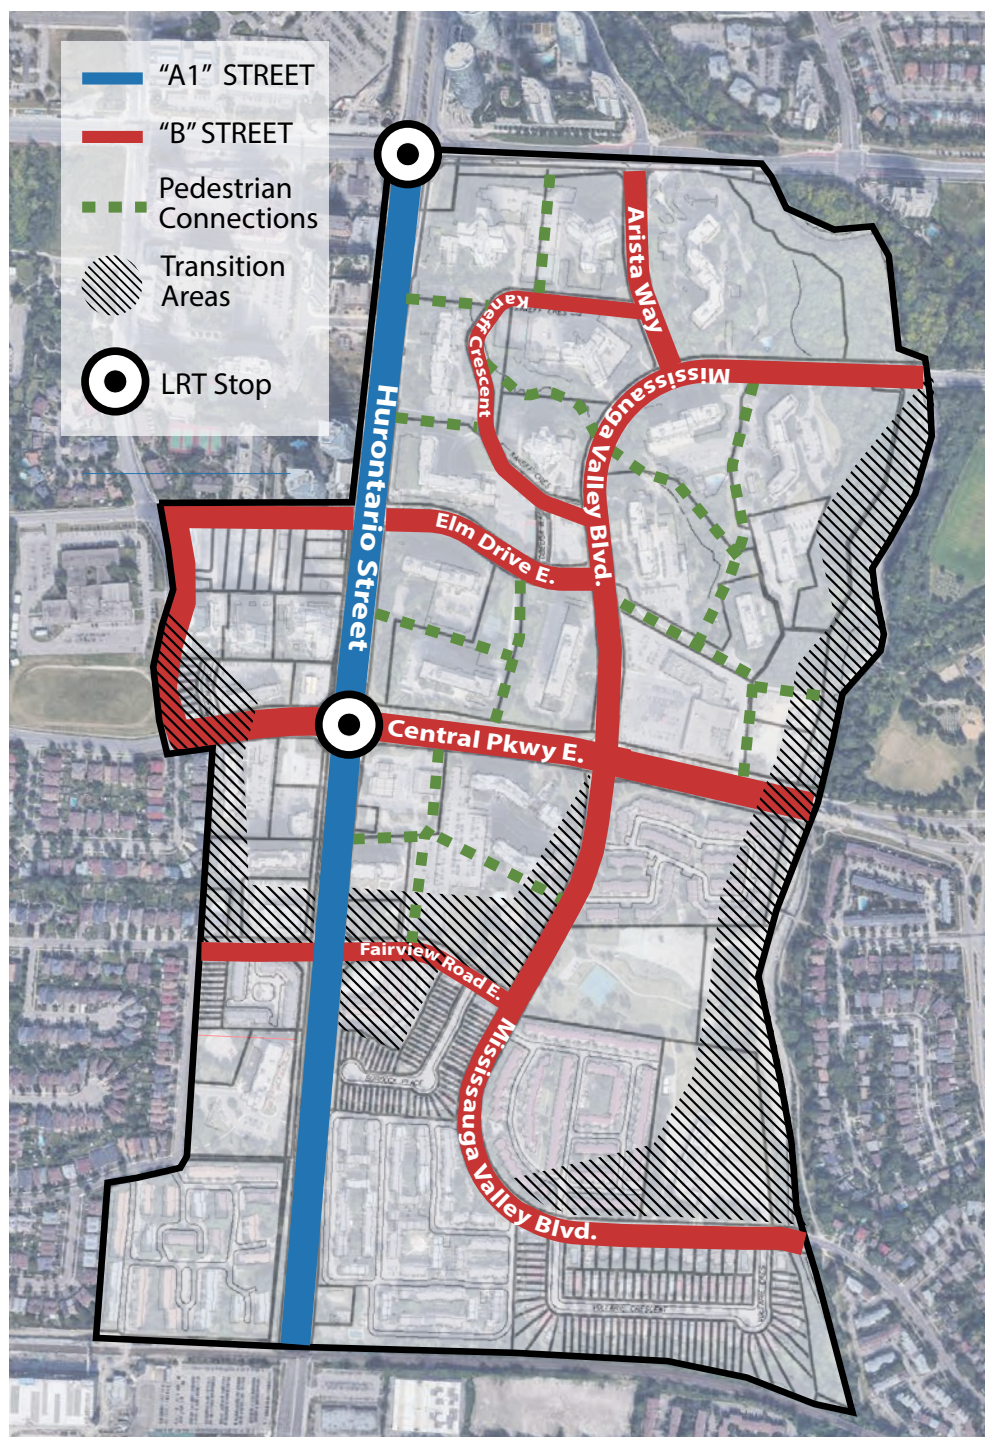 “A1” STREET
“B” STREET
Pedestrian
Connections
Transition
Areas
LRT Stop
Arista Way
Kaneff Crescent
Mississauga Valley Blvd.
Hurontario Street
Elm Drive E.
Central Pkwy E.
Fairview Road E.
Mississauga Valley Blvd.